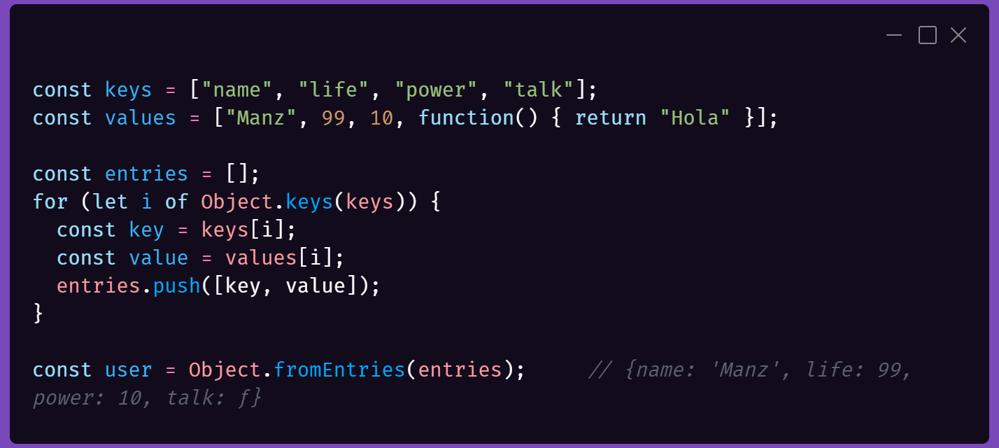 const keys = ["name", "life", "power", "talk"];
const values = ["Manz", 99, 10, function() { return "Hola" }];

const entries = [];
for (let i of Object.keys(keys)) {
  const key = keys[i];
  const value = values[i];
  entries.push([key, value]);
}

const user = Object.fromEntries(entries);     // {name: 'Manz', life: 99,
power: 10, talk: ƒ}